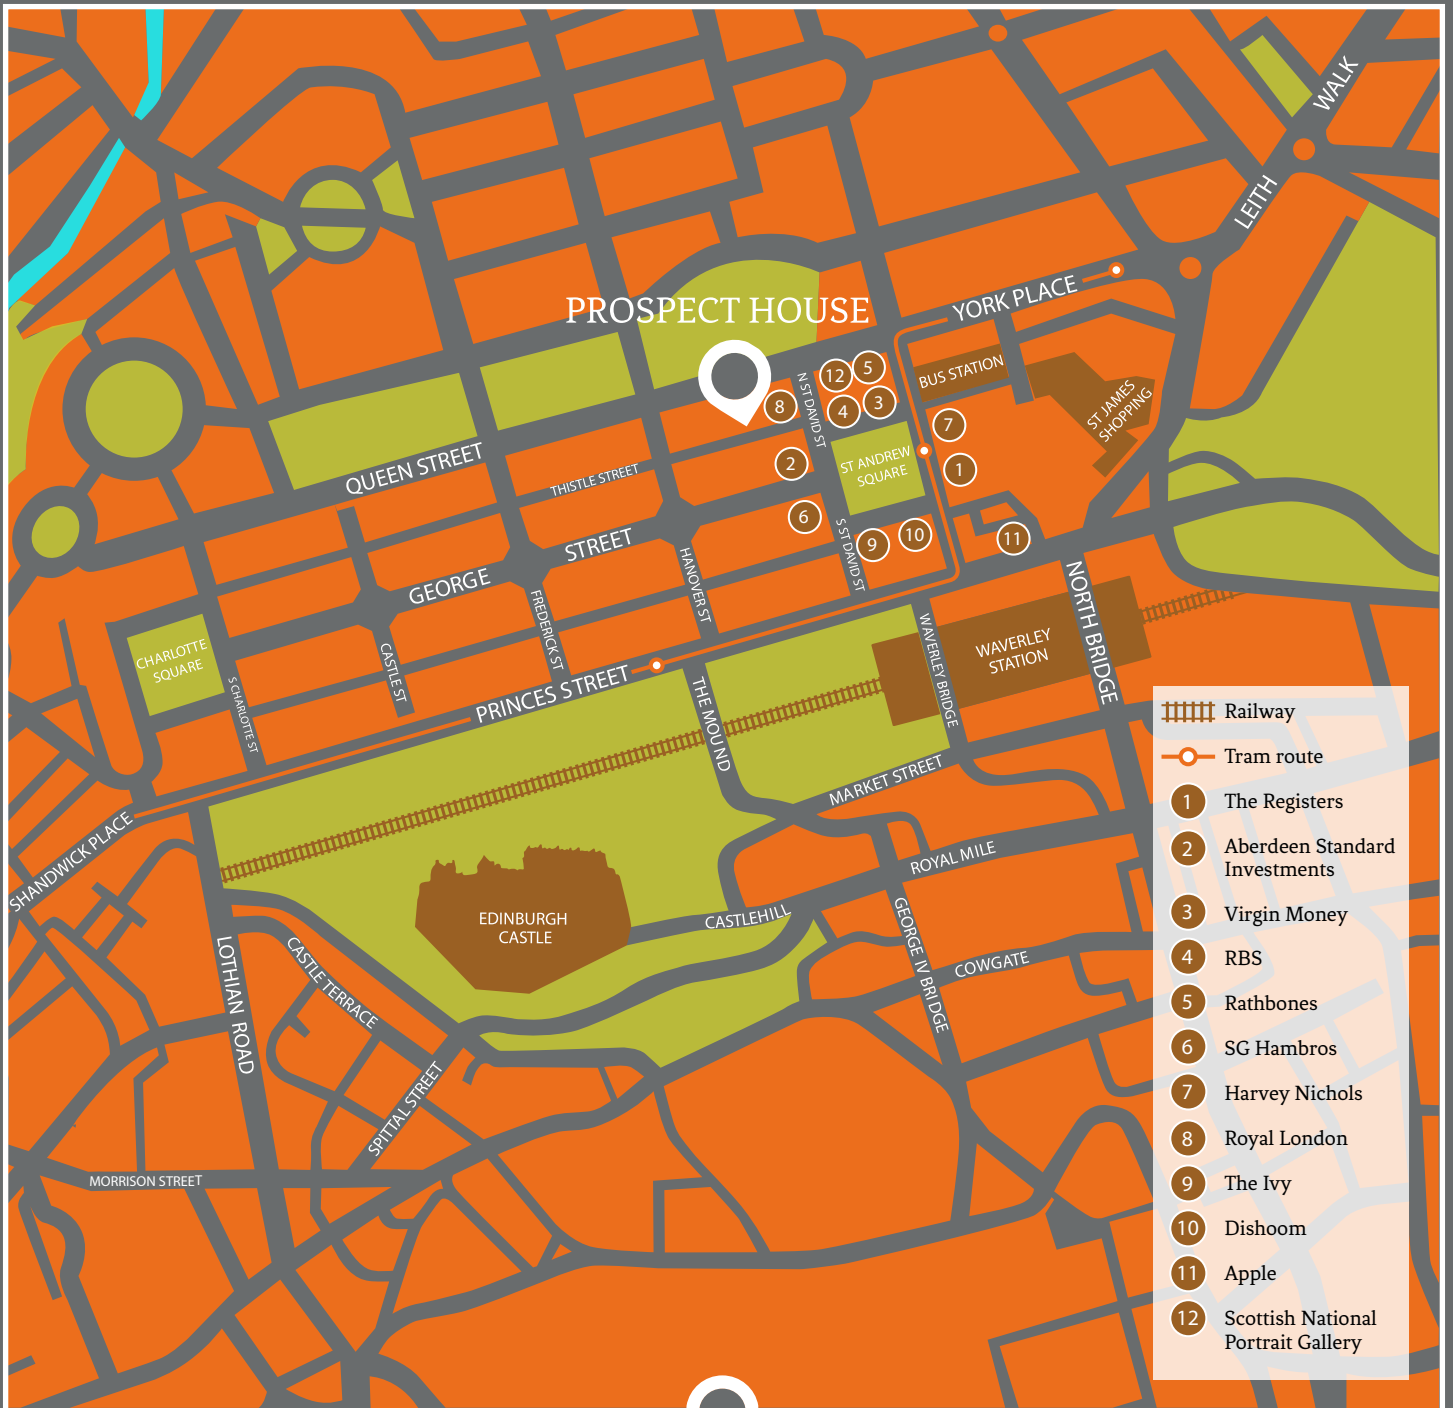 WALK
LEITH
YORK PLACE
PROSPECT HOUSE
BUS STATION
ST JAMES
SHOPPING
N ST DAVID ST
12
5
8
4
3
7
2
ST ANDREW
SQUARE
1
6
S ST DAVID ST
9
10
11
QUEEN STREET
THISTLE STREET
GEORGE
STREET
HANOVER ST
FREDERICK ST
CASTLE ST
CHARLOTTE
SQUARE
S CHARLOTTE ST
PRINCES STREET
THE MOUND
WAVERLEY BRIDGE
WAVERLEY
STATION
NORTH BRIDGE
MARKET STREET
SHANDWICK PLACE
ROYAL MILE
EDINBURGH
CASTLE
CASTLEHILL
GEORGE IV BRIDGE
COWGATE
LOTHIAN ROAD
CASTLE TERRACE
SPITTAL STREET
MORRISON STREET
Railway
Tram route
1 The Registers
2 Aberdeen Standard
Investments
3 Virgin Money
4 RBS
5 Rathbones
6 SG Hambros
7 Harvey Nichols
8 Royal London
9 The Ivy
10 Dishoom
11 Apple
12 Scottish National
Portrait Gallery